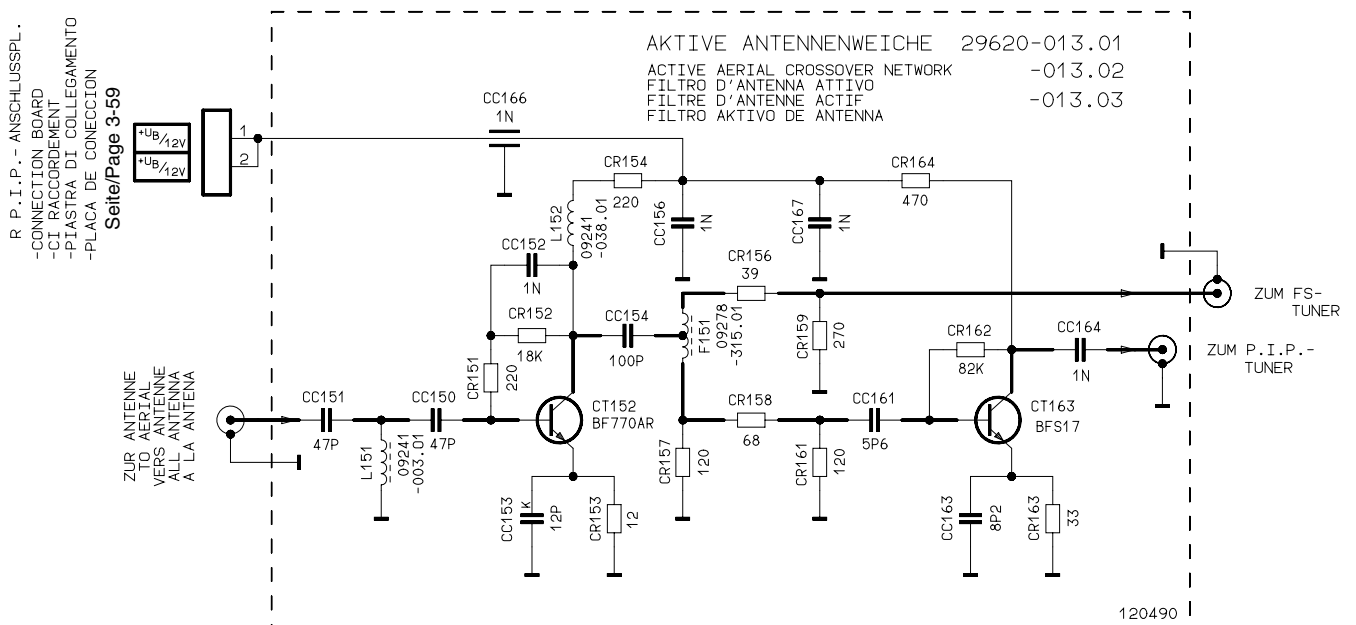 R P.I.P.- ANSCHLUSSPL.
-CONNECTION BOARD
-CI RACCORDEMENT
-PIASTRA DI COLLEGAMENTO
-PLACA DE CONECCION
Seite/Page 3-59
+UB/12V
+UB/12V
1
2
AKTIVE ANTENNENWEICHE 29620-013.01
ACTIVE AERIAL CROSSOVER NETWORK -013.02
FILTRO D'ANTENNA ATTIVO
FILTRE D'ANTENNE ACTIF -013.03
FILTRO AKTIVO DE ANTENNA
CC166
1N
CR154
220
CR164
470
L152
09241
-038.01
CC156
1N
CC167
1N
CC152
1N
CR152
18K
CR151
220
CC154
100P
F151
09278
-315.01
CR156
39
CR159
270
ZUM FS-
TUNER
CR162
82K
CC164
1N
ZUM P.I.P.-
TUNER
ZUR ANTENNE
TO AERIAL
VERS ANTENNE
ALL ANTENNA
A LA ANTENA
CC151
47P
CC150
47P
L151
09241
-003.01
CT152
BF770AR
CR158
68
CC161
5P6
CT163
BFS17
CR157
120
CR161
120
CC153
K
12P
CR153
12
CC163
8P2
CR163
33
120490